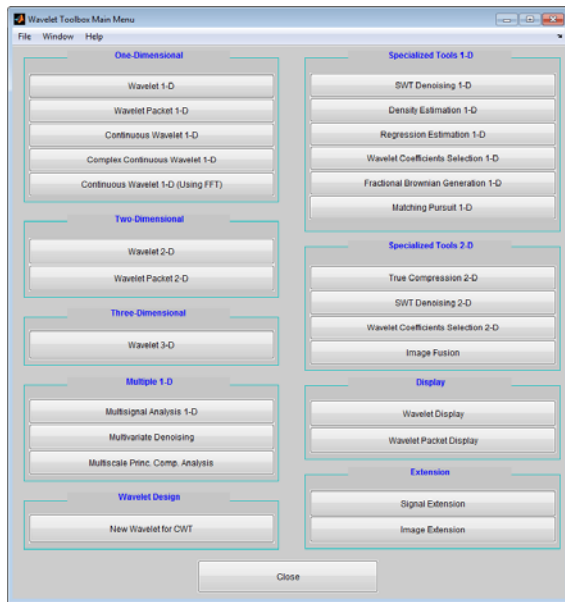 Wavelet Toolbox Main Menu
File Window Help
One-Dimensional
Wavelet 1-D
Wavelet Packet 1-D
Continuous Wavelet 1-D
Complex Continuous Wavelet 1-D
Continuous Wavelet 1-D (Using FFT)
Two-Dimensional
Wavelet 2-D
Wavelet Packet 2-D
Three-Dimensional
Wavelet 3-D
Multiple 1-D
Multisignal Analysis 1-D
Multivariate Denoising
Multiscale Princ. Comp. Analysis
Wavelet Design
New Wavelet for CWT
Specialized Tools 1-D
SWT Denoising 1-D
Density Estimation 1-D
Regression Estimation 1-D
Wavelet Coefficients Selection 1-D
Fractional Brownian Generation 1-D
Matching Pursuit 1-D
Specialized Tools 2-D
True Compression 2-D
SWT Denoising 2-D
Wavelet Coefficients Selection 2-D
Image Fusion
Display
Wavelet Display
Wavelet Packet Display
Extension
Signal Extension
Image Extension
Close